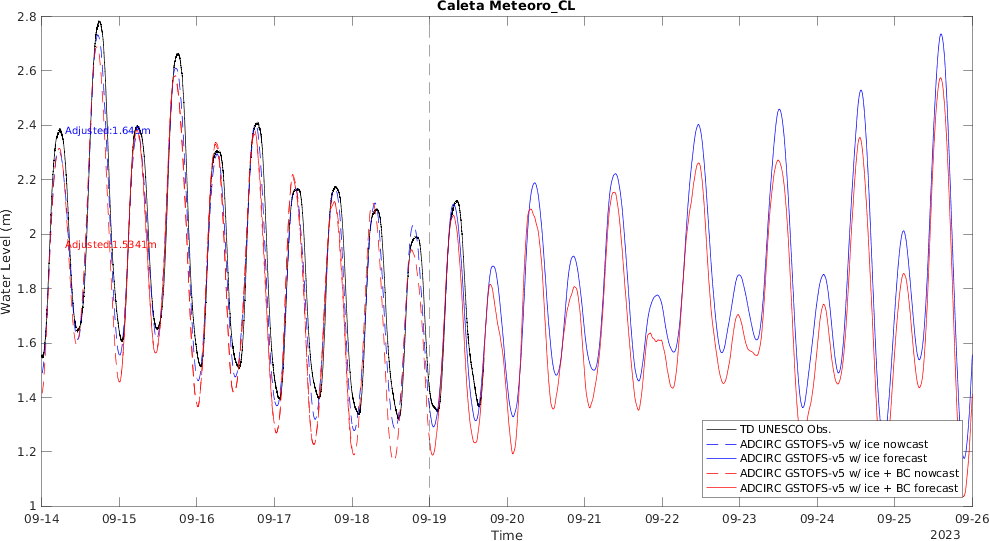 Caleta Meteoro_CL
2.8
2.6
2.4
2.2
2
1.8
1.6
1.4
1.2
1
Water Level (m)
Adjusted:1.5341m
TD UNESCO Obs.
ADCIRC GSTOFS-v5 w/ ice nowcast
ADCIRC GSTOFS-v5 w/ ice forecast
ADCIRC GSTOFS-v5 w/ ice + BC nowcast
ADCIRC GSTOFS-v5 w/ ice + BC forecast
09-14 09-15 09-16 09-17 09-18 09-19 09-20 09-21 09-22 09-23 09-24 09-25 09-26
Time
2023